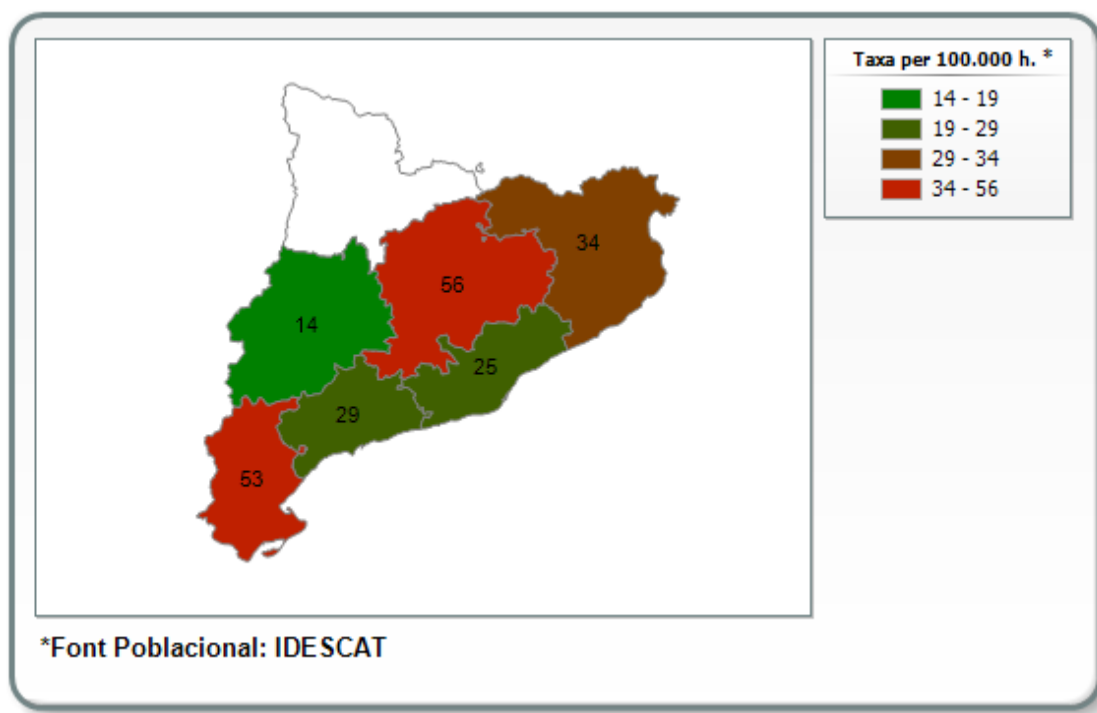 Taxa per 100.000 h. *
14 - 19
19 - 29
29 - 34
34 - 56
34
56
14
25
29
53
*Font Poblacional: IDESCAT